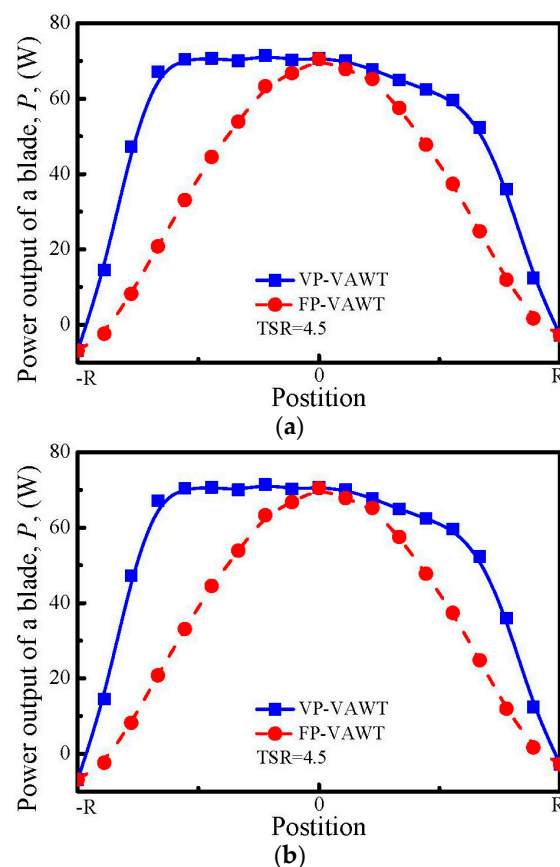 80
60
40
20
0
Power output of a blade, P, (W)
VP-VAWT
FP-VAWT
TSR=4.5
-R 0 R
Postition
(a)
80
60
40
20
0
Power output of a blade, P, (W)
VP-VAWT
FP-VAWT
TSR=4.5
-R 0 R
Postition
(b)